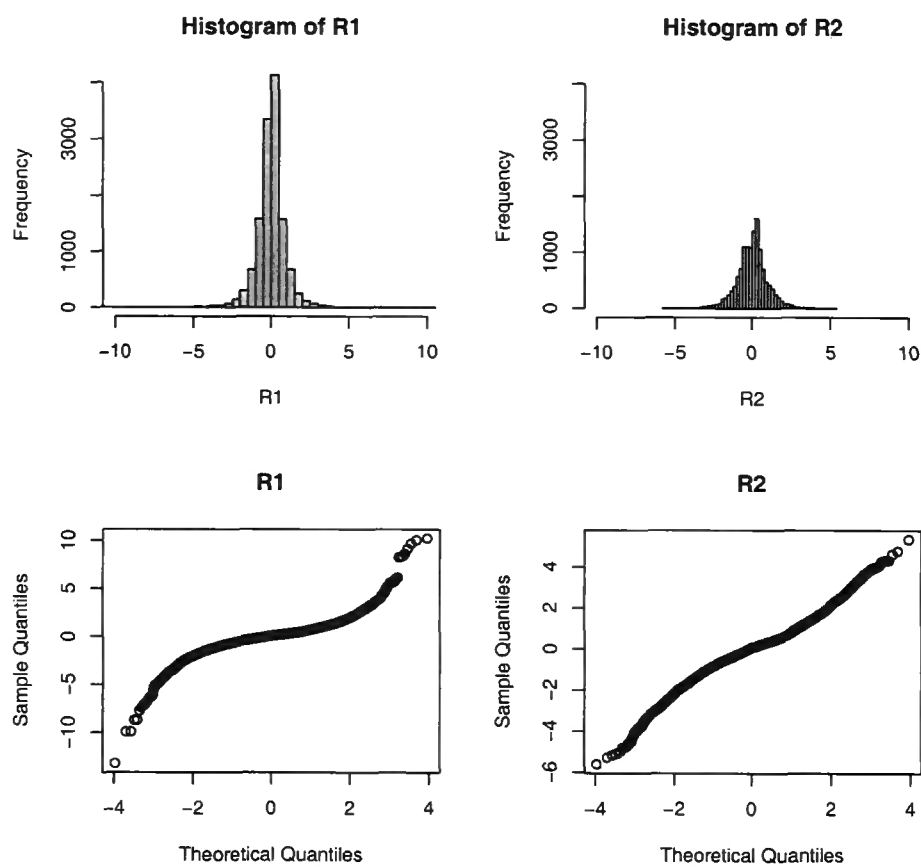 Histogram of R1
Frequency
3000
1000
0
-10 -5 0 5 10
R1
Histogram of R2
Frequency
3000
1000
0
-10 -5 0 5 10
R2
R1
Sample Quantiles
10
5
0
-5
-10
-4 -2 0 2 4
Theoretical Quantiles
R2
Sample Quantiles
4
2
0
-2
-4
-6
-4 -2 0 2 4
Theoretical Quantiles